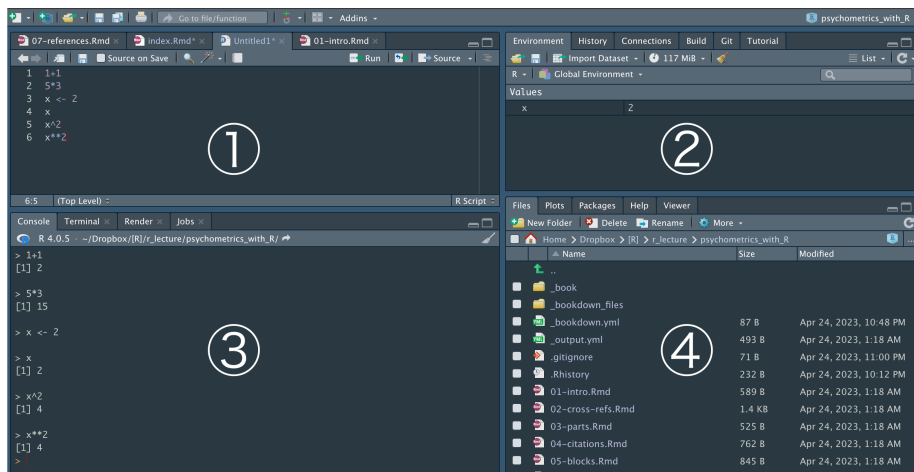 Go to file/function
Addins
psychometrics_with_R
07-references.Rmd
index.Rmd*
Untitled1*
01-intro.Rmd
Source on Save
Run
Source
1 1+1
2 5*3
3 x <- 2
4 x
5 x^2
6 x**2
①
6:5 (Top Level)
R Script
Environment History Connections Build Git Tutorial
Import Dataset
117 MiB
List
R
Global Environment
Values
x 2
②
Console Terminal Render Jobs
R 4.0.5 · ~/Dropbox/[R]/r_lecture/psychometrics_with_R/
> 1+1
[1] 2
> 5*3
[1] 15
> x <- 2
> x
[1] 2
> x^2
[1] 4
> x**2
[1] 4
>
③
Files Plots Packages Help Viewer
New Folder Delete Rename More
Home > Dropbox > [R] > r_lecture > psychometrics_with_R
Name Size Modified
..
_book
_bookdown_files
_bookdown.yml 87 B Apr 24, 2023, 10:48 PM
_output.yml 493 B Apr 24, 2023, 1:18 AM
.gitignore 71 B Apr 24, 2023, 11:00 PM
.Rhistory 232 B Apr 24, 2023, 10:12 PM
01-intro.Rmd 589 B Apr 24, 2023, 1:18 AM
02-cross-refs.Rmd 1.4 KB Apr 24, 2023, 1:18 AM
03-parts.Rmd 525 B Apr 24, 2023, 1:18 AM
04-citations.Rmd 762 B Apr 24, 2023, 1:18 AM
05-blocks.Rmd 845 B Apr 24, 2023, 1:18 AM
④